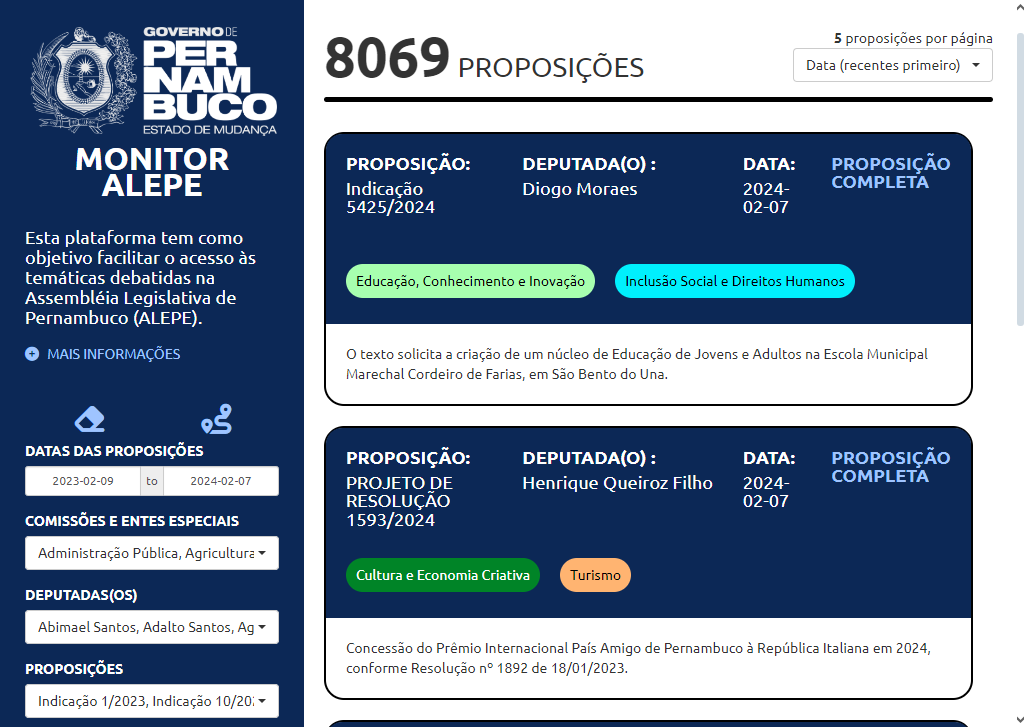 GOVERNO DE
PER
NAM
BUCO
ESTADO DE MUDANÇA
MONITOR
ALEPE
Esta plataforma tem como
objetivo facilitar o acesso às
temáticas debatidas na
Assembléia Legislativa de
Pernambuco (ALEPE).
MAIS INFORMAÇÕES
DATAS DAS PROPOSIÇÕES
2023-02-09 to 2024-02-07
COMISSÕES E ENTES ESPECIAIS
Administração Pública, Agricultura
DEPUTADAS(OS)
Abimael Santos, Adalto Santos, Ag
PROPOSIÇÕES
Indicação 1/2023, Indicação 10/202
8069 PROPOSIÇÕES
5 proposições por página
Data (recentes primeiro)
PROPOSIÇÃO: DEPUTADA(O) : DATA: PROPOSIÇÃO
COMPLETA
Indicação Diogo Moraes 2024-
5425/2024 02-07
Educação, Conhecimento e Inovação Inclusão Social e Direitos Humanos
O texto solicita a criação de um núcleo de Educação de Jovens e Adultos na Escola Municipal
Marechal Cordeiro de Farias, em São Bento do Una.
PROPOSIÇÃO: DEPUTADA(O) : DATA: PROPOSIÇÃO
COMPLETA
PROJETO DE Henrique Queiroz Filho 2024-
RESOLUÇÃO 02-07
1593/2024
Cultura e Economia Criativa Turismo
Concessão do Prêmio Internacional País Amigo de Pernambuco à República Italiana em 2024,
conforme Resolução nº 1892 de 18/01/2023.